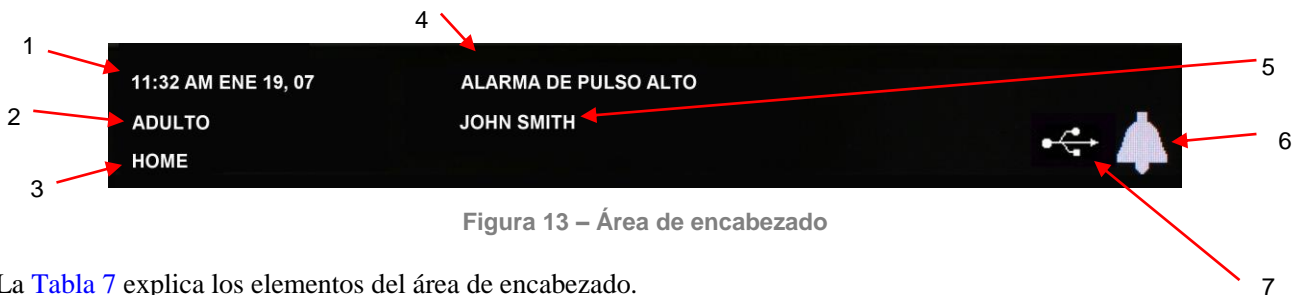 4
1
11:32 AM ENE 19, 07
ALARMA DE PULSO ALTO
5
2
ADULTO
JOHN SMITH
6
HOME
3
Figura 13 – Área de encabezado
7
La Tabla 7 explica los elementos del área de encabezado.